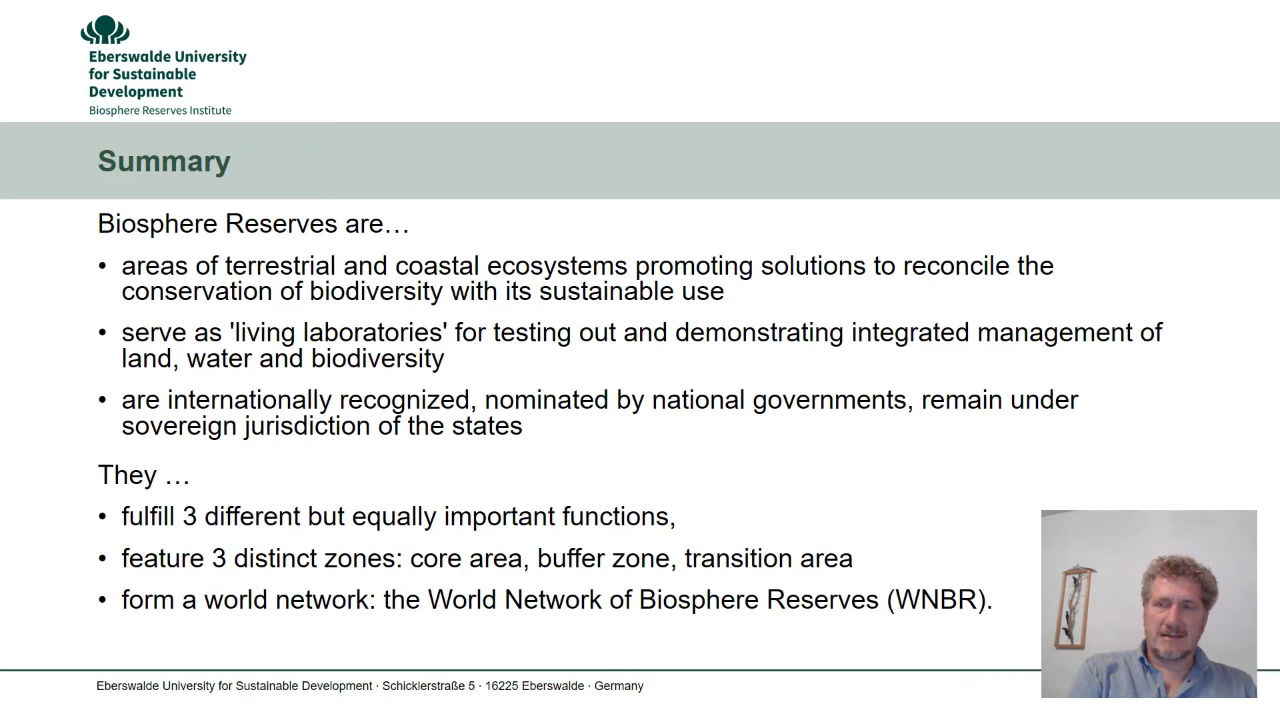 Eberswalde University
for Sustainable
Development
Biosphere Reserves Institute
Summary
Biosphere Reserves are…
• areas of terrestrial and coastal ecosystems promoting solutions to reconcile the
conservation of biodiversity with its sustainable use
• serve as 'living laboratories' for testing out and demonstrating integrated management of
land, water and biodiversity
• are internationally recognized, nominated by national governments, remain under
sovereign jurisdiction of the states
They …
• fulfill 3 different but equally important functions,
• feature 3 distinct zones: core area, buffer zone, transition area
• form a world network: the World Network of Biosphere Reserves (WNBR).
Eberswalde University for Sustainable Development · Schicklerstraße 5 · 16225 Eberswalde · Germany